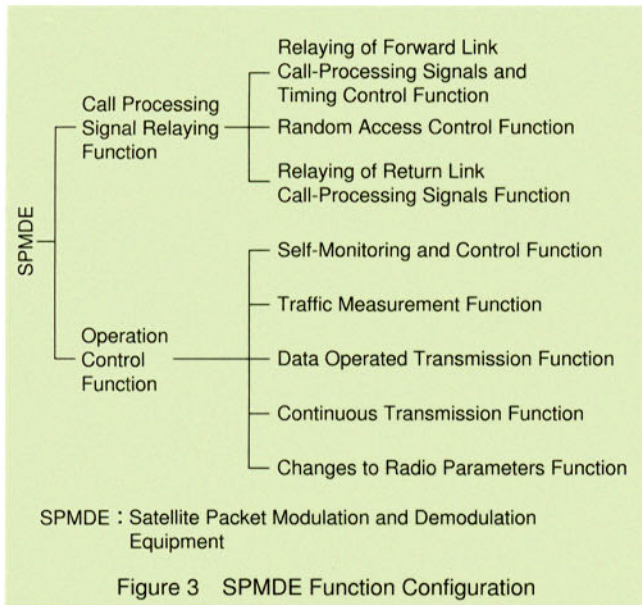 Relaying of Forward Link
Call-Processing Signals and
Timing Control Function
Call Processing
Signal Relaying
Function
Random Access Control Function
Relaying of Return Link
Call-Processing Signals Function
SPMDE
Self-Monitoring and Control Function
Traffic Measurement Function
Operation
Control
Function
Data Operated Transmission Function
Continuous Transmission Function
Changes to Radio Parameters Function
SPMDE : Satellite Packet Modulation and Demodulation
Equipment
Figure 3 SPMDE Function Configuration